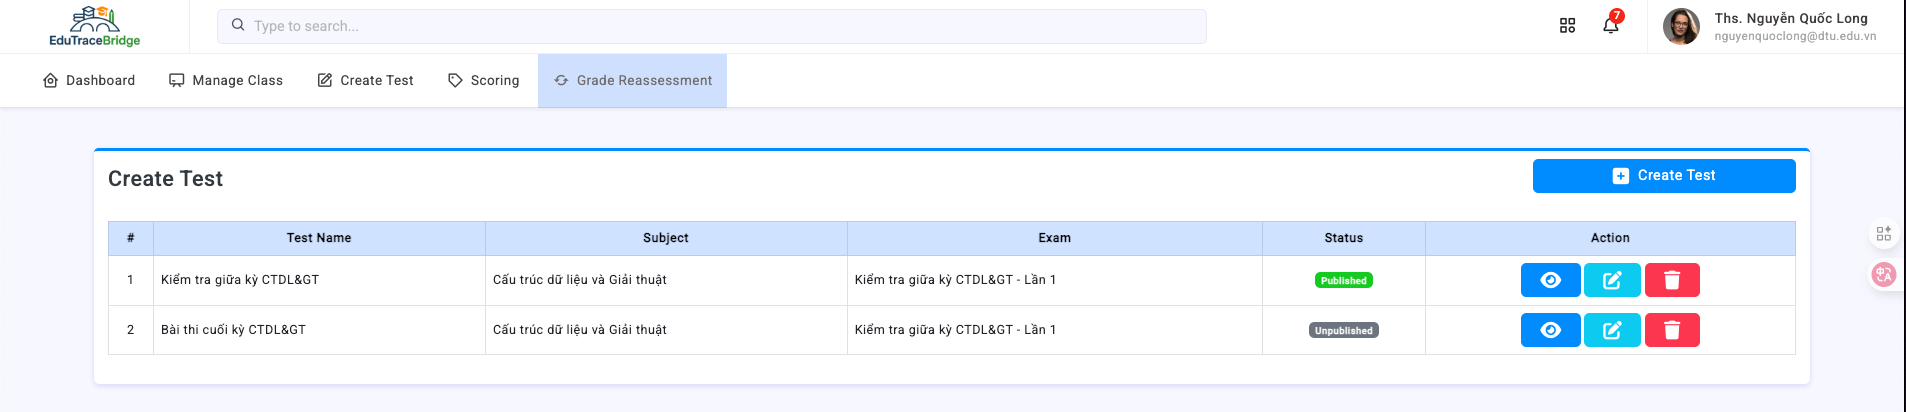 EduTraceBridge
Type to search...
7
Ths. Nguyễn Quốc Long
nguyenquoclong@dtu.edu.vn
Dashboard
Manage Class
Create Test
Scoring
Grade Reassessment
Create Test
Create Test
# Test Name Subject Exam Status Action
1 Kiểm tra giữa kỳ CTDL&GT Cấu trúc dữ liệu và Giải thuật Kiểm tra giữa kỳ CTDL&GT - Lần 1 Published
2 Bài thi cuối kỳ CTDL&GT Cấu trúc dữ liệu và Giải thuật Kiểm tra giữa kỳ CTDL&GT - Lần 1 Unpublished
中A